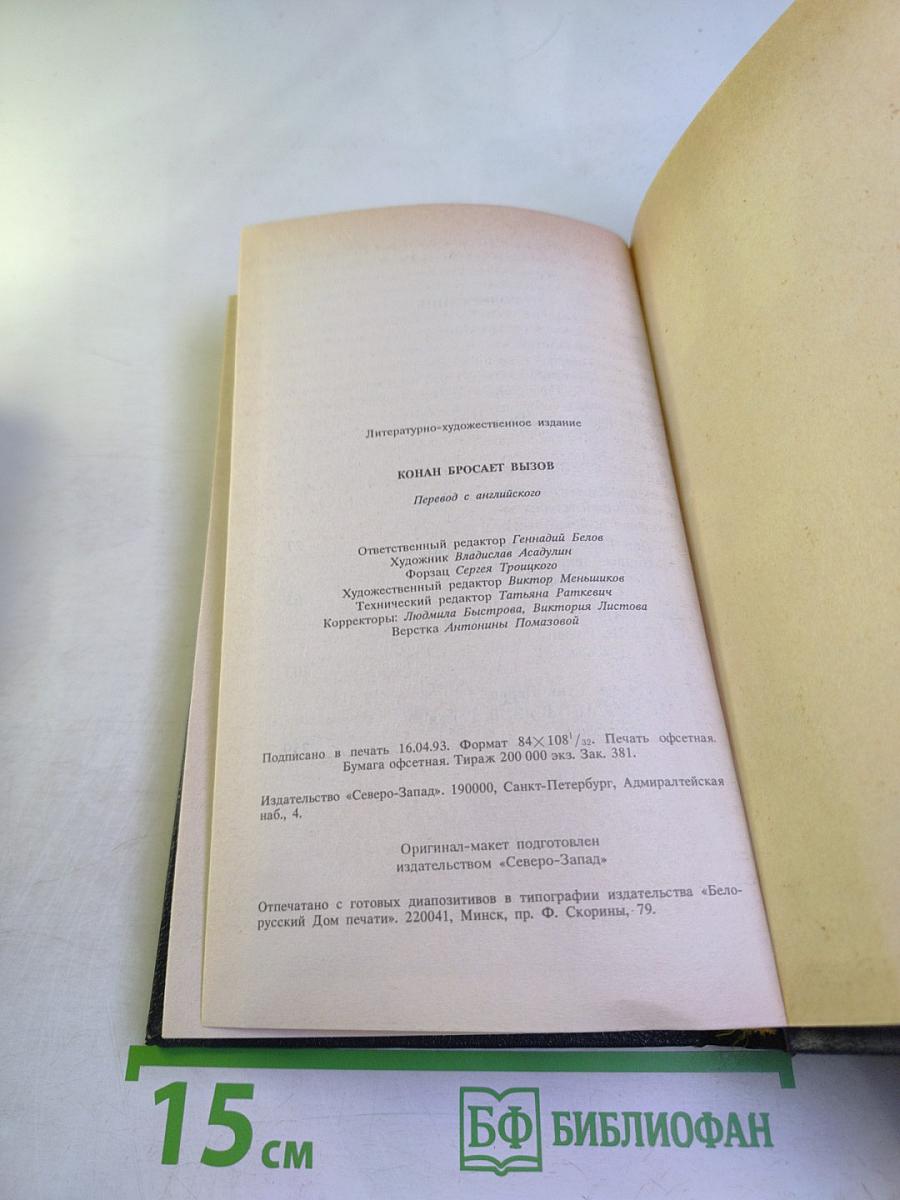 Литературно-художественное издание
КОНАН БРОСАЕТ ВЫЗОВ
Перевод с английского
Ответственный редактор Геннадий Белов
Художник Владислав Асадулин
Форзац Сергея Троицкого
Художественный редактор Виктор Меньшиков
Технический редактор Татьяна Раткевич
Корректоры: Людмила Быстрова, Виктория Листова
Верстка Антонины Помазовой
Подписано в печать 16.04.93. Формат 84×108¹/₃₂. Печать офсетная.
Бумага офсетная. Тираж 200 000 экз. Зак. 381.
Издательство «Северо-Запад». 190000, Санкт-Петербург, Адмиралтейская
наб., 4.
Оригинал-макет подготовлен
издательством «Северо-Запад»
Отпечатано с готовых диапозитивов в типографии издательства «Бело-
русский Дом печати». 220041, Минск, пр. Ф. Скорины, 79.
15 см
БФ БИБЛИОФАН